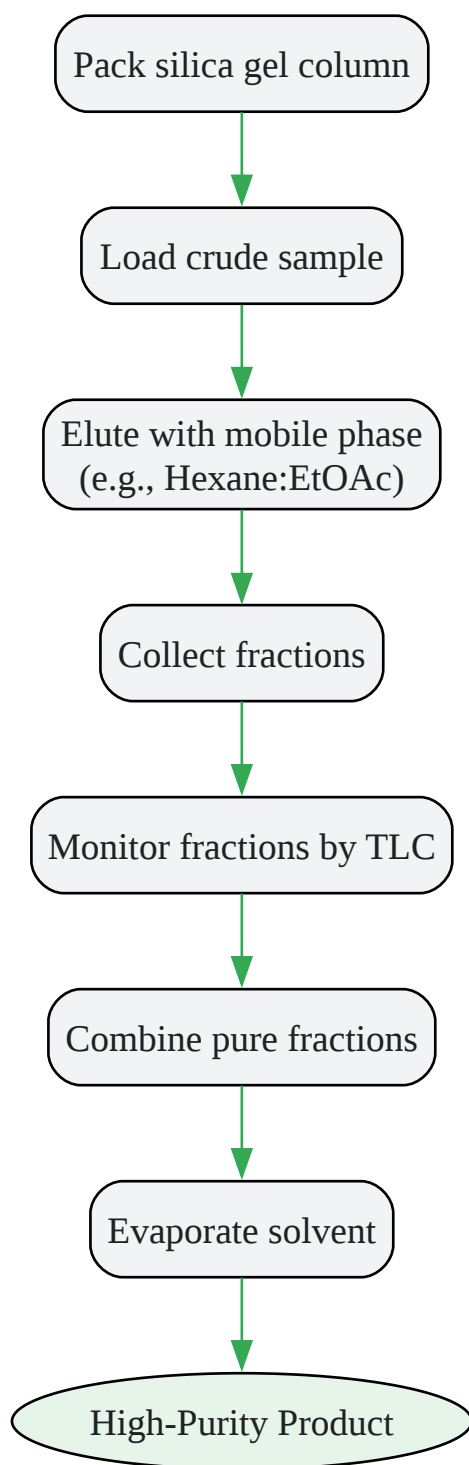 Pack silica gel column
Load crude sample
Elute with mobile phase
(e.g., Hexane:EtOAc)
Collect fractions
Monitor fractions by TLC
Combine pure fractions
Evaporate solvent
High-Purity Product